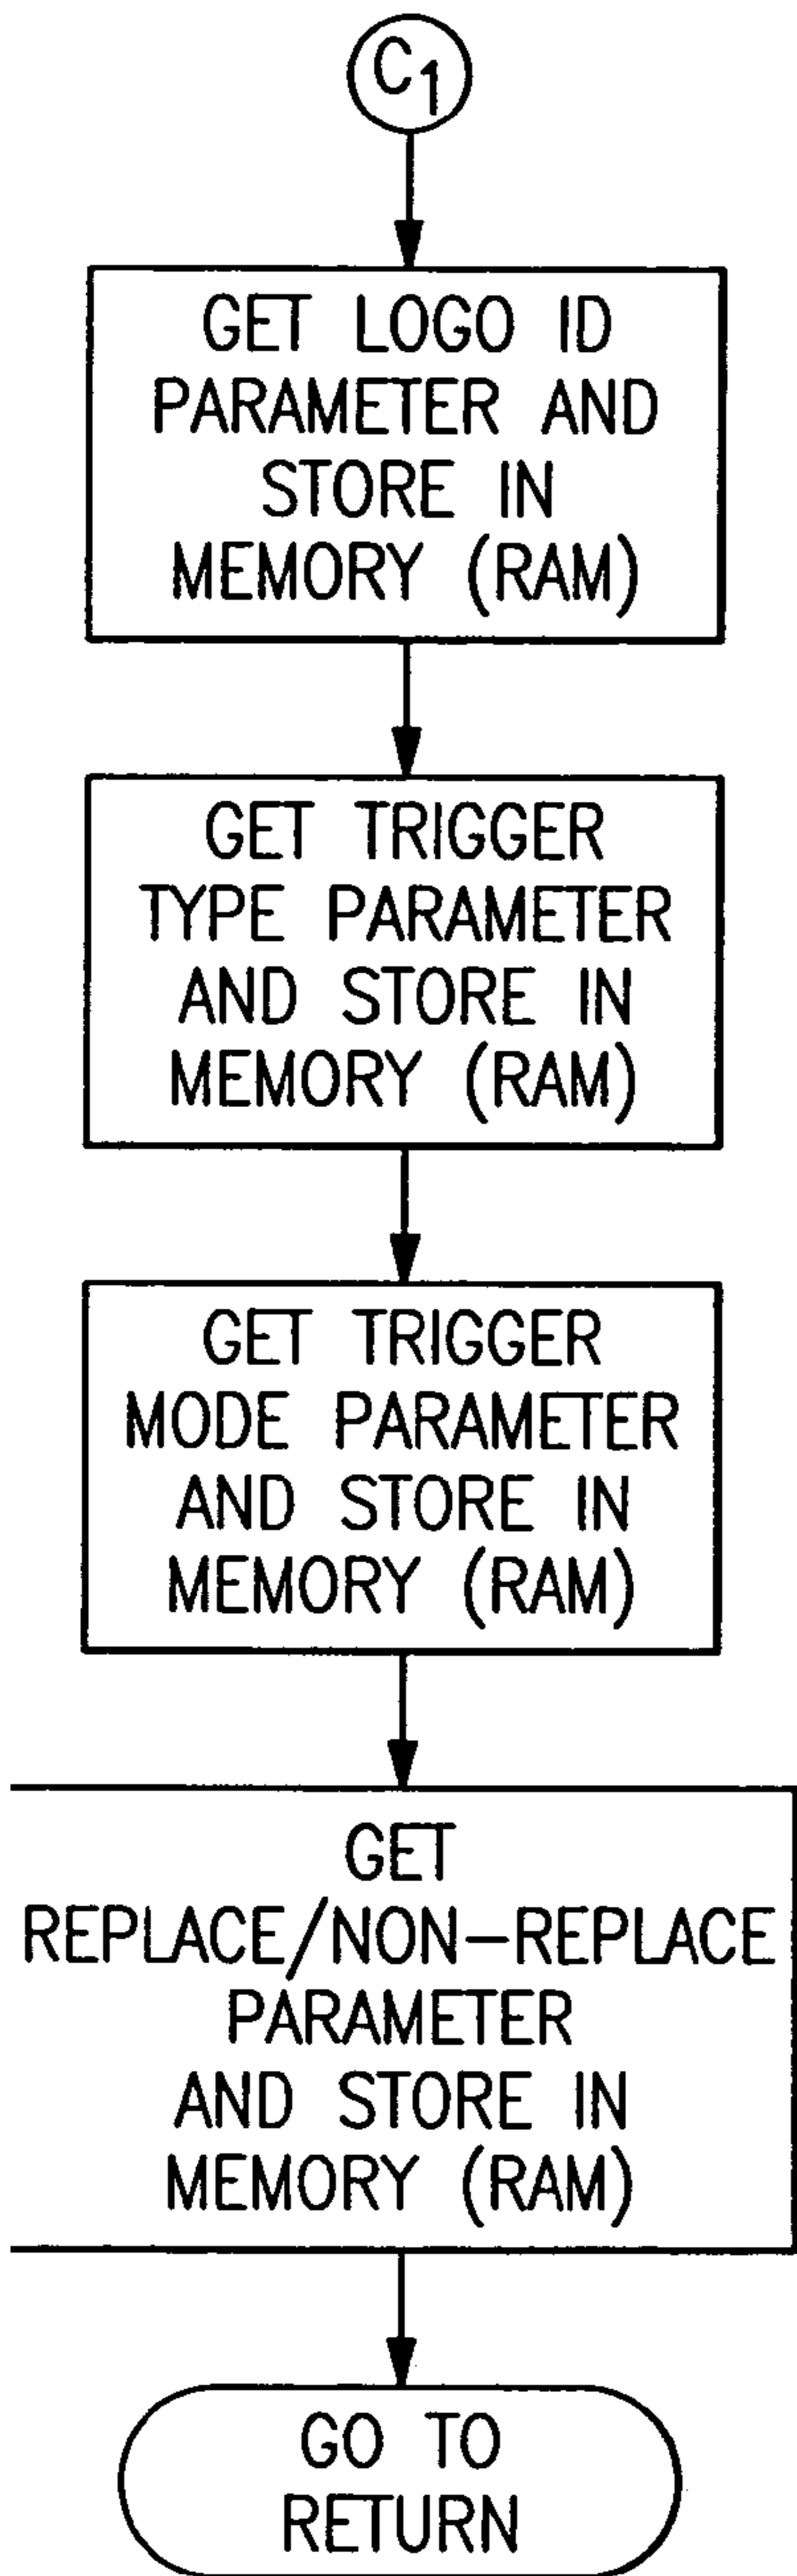 C1
GET LOGO ID
PARAMETER AND
STORE IN
MEMORY (RAM)
GET TRIGGER
TYPE PARAMETER
AND STORE IN
MEMORY (RAM)
GET TRIGGER
MODE PARAMETER
AND STORE IN
MEMORY (RAM)
GET
REPLACE/NON-REPLACE
PARAMETER
AND STORE IN
MEMORY (RAM)
GO TO
RETURN